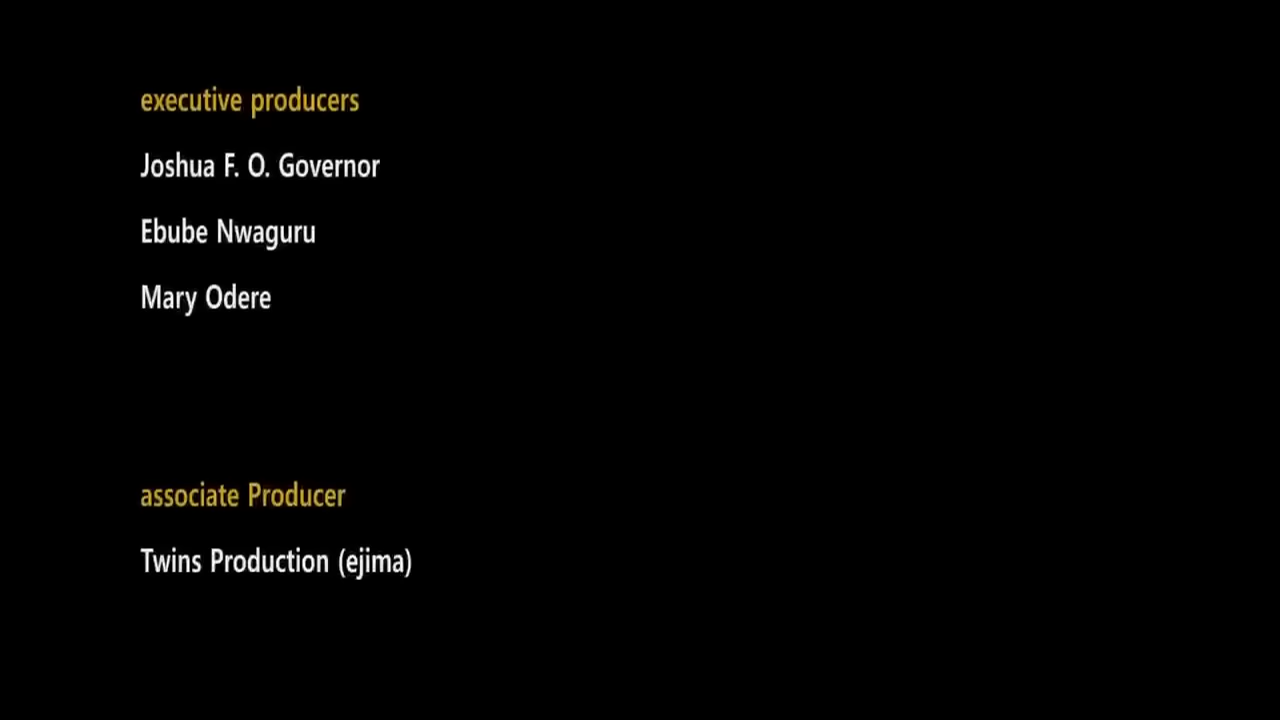 executive producers
Joshua F. O. Governor
Ebube Nwaguru
Mary Odere
associate Producer
Twins Production (ejima)